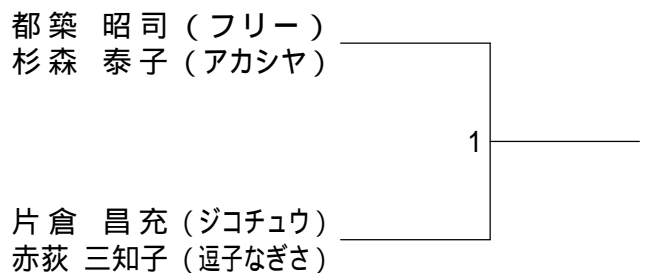 都築 昭司 (フリー)
杉森 泰子 (アカシヤ)
1
片倉 昌充 (ジコチュウ)
赤荻 三知子 (逗子なぎさ)